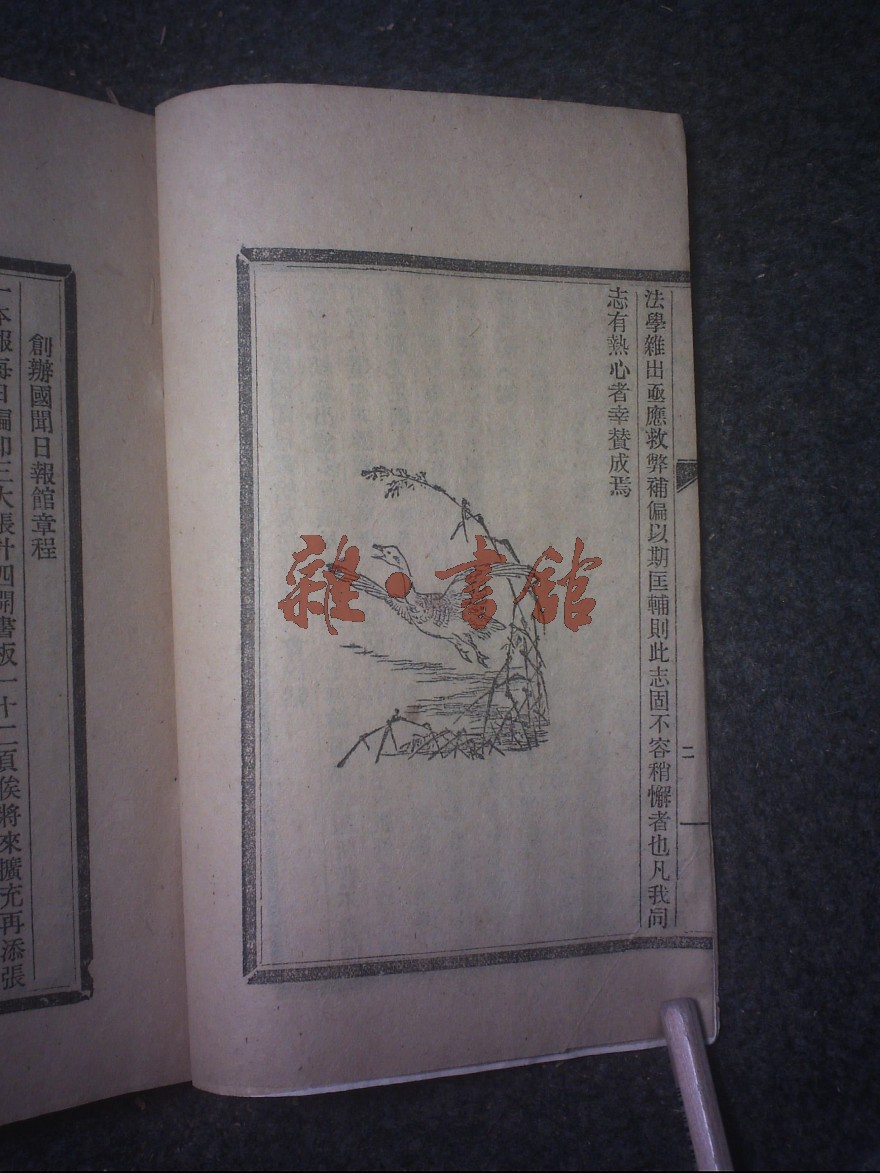 法學雜出亟應救弊補偏以期匡輔則此志固不容稍懈者也凡我同
志有熱心者幸贊成焉
二
創辦國聞日報館章程
一本報每日編印三大張計四開書板一十二頁俟將來擴充再添張
雜·書館